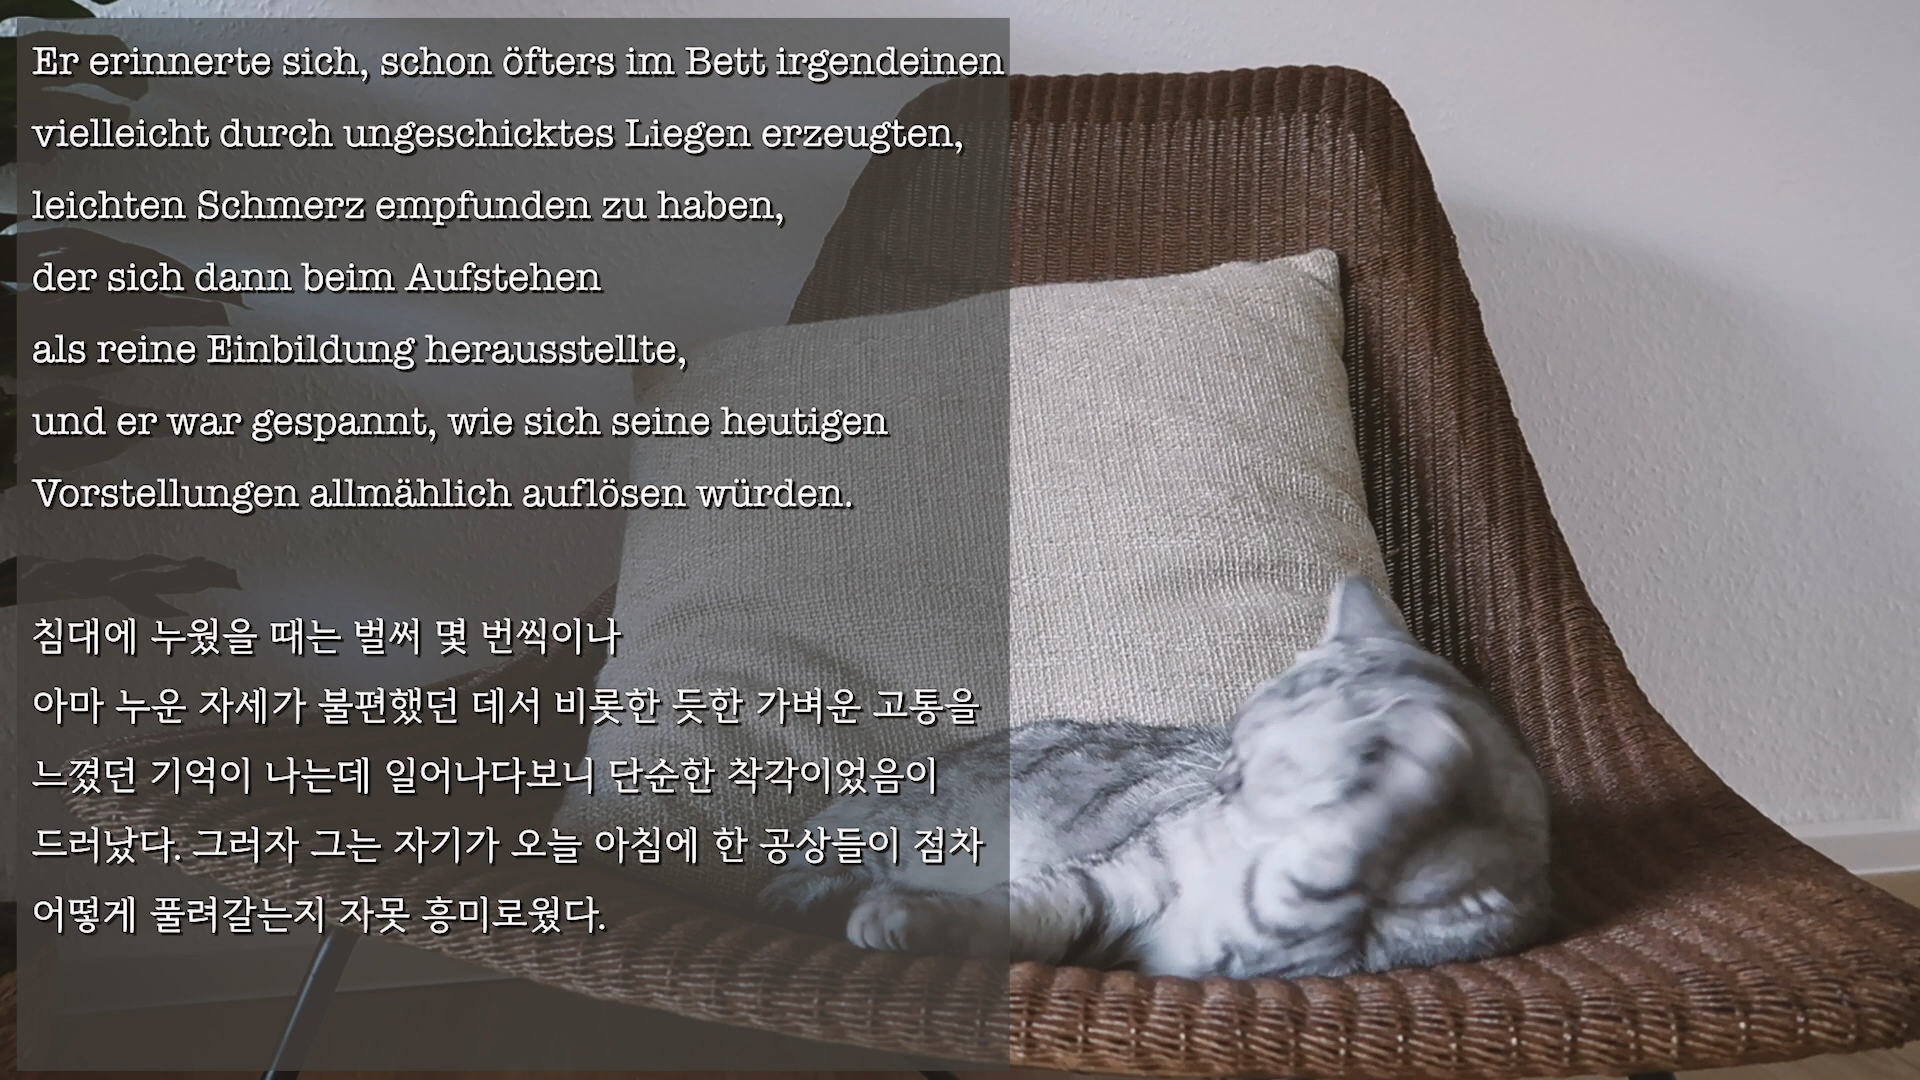 Er erinnerte sich, schon öfters im Bett irgendeinen
vielleicht durch ungeschicktes Liegen erzeugten,
leichten Schmerz empfunden zu haben,
der sich dann beim Aufstehen
als reine Einbildung herausstellte,
und er war gespannt, wie sich seine heutigen
Vorstellungen allmählich auflösen würden.
침대에 누웠을 때는 벌써 몇 번씩이나
아마 누운 자세가 불편했던 데서 비롯한 듯한 가벼운 고통을
느꼈던 기억이 나는데 일어나다보니 단순한 착각이었음이
드러났다. 그러자 그는 자기가 오늘 아침에 한 공상들이 점차
어떻게 풀려갈는지 자못 흥미로웠다.